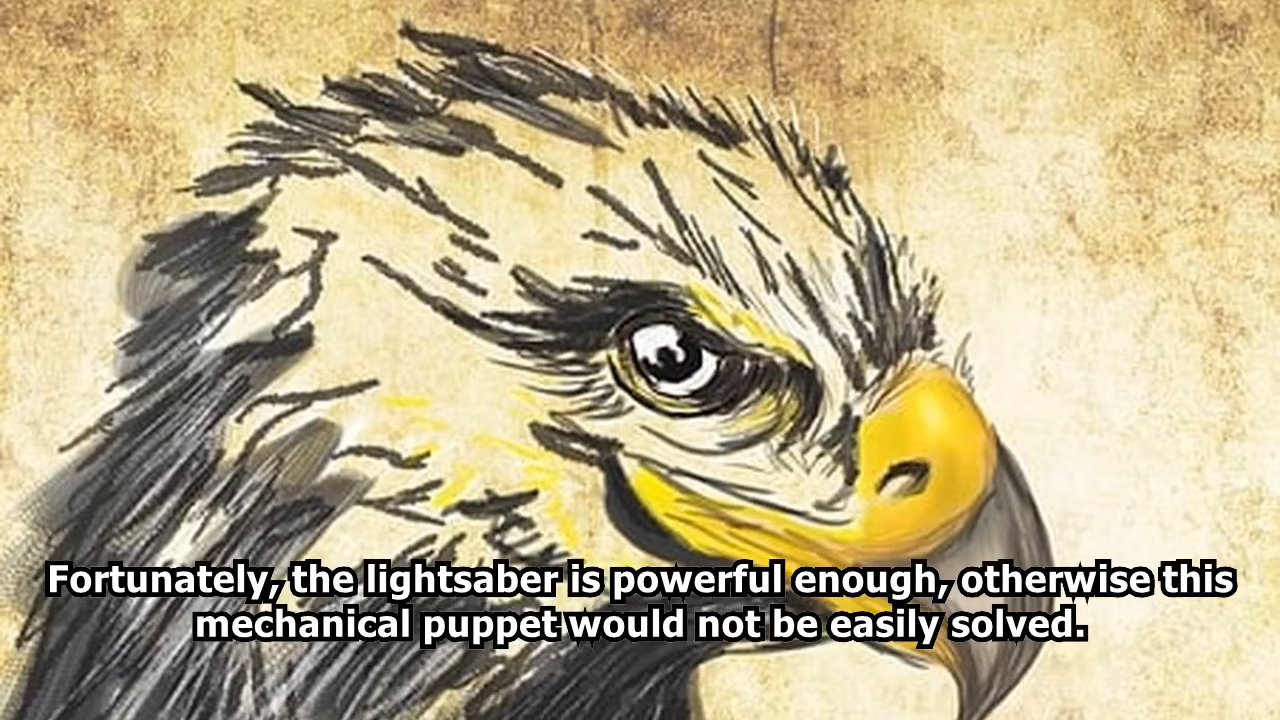 Fortunately, the lightsaber is powerful enough, otherwise this
mechanical puppet would not be easily solved.